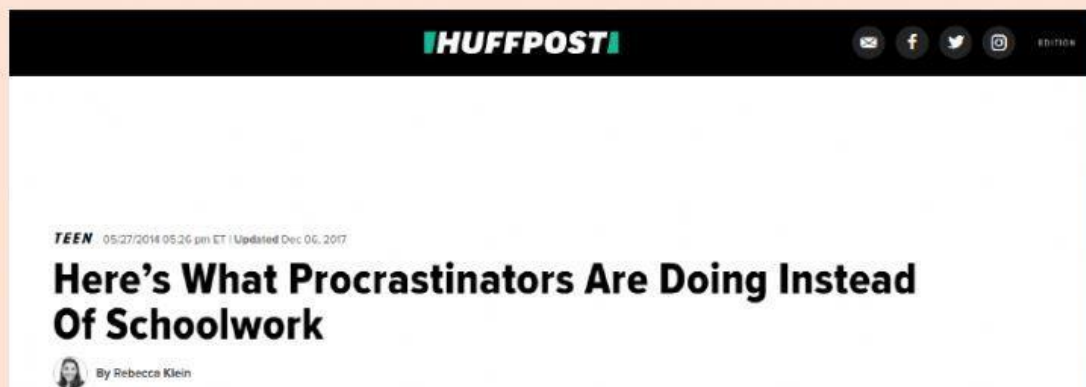 HUFFPOST
EDITION
TEEN 05/27/2014 05:26 pm ET | Updated Dec 06, 2017
Here's What Procrastinators Are Doing Instead
Of Schoolwork
By Rebecca Klein